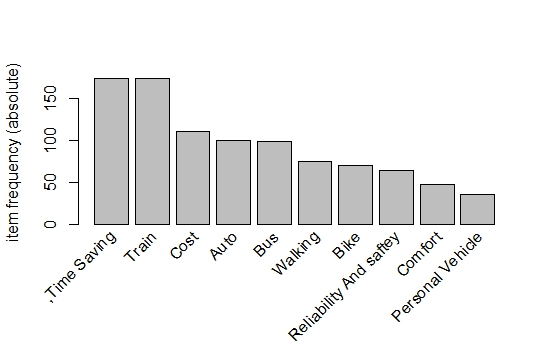 item frequency (absolute)
150
100
50
0
,Time Saving
Train
Cost
Auto
Bus
Walking
Bike
Reliability And saftey
Comfort
Personal Vehicle